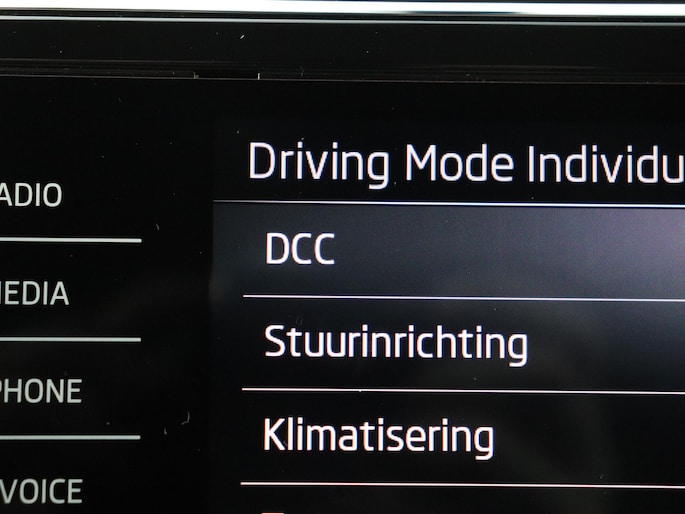 Driving Mode Individu
ADIO
DCC
EDIA
Stuurinrichting
PHONE
Klimatisering
VOICE